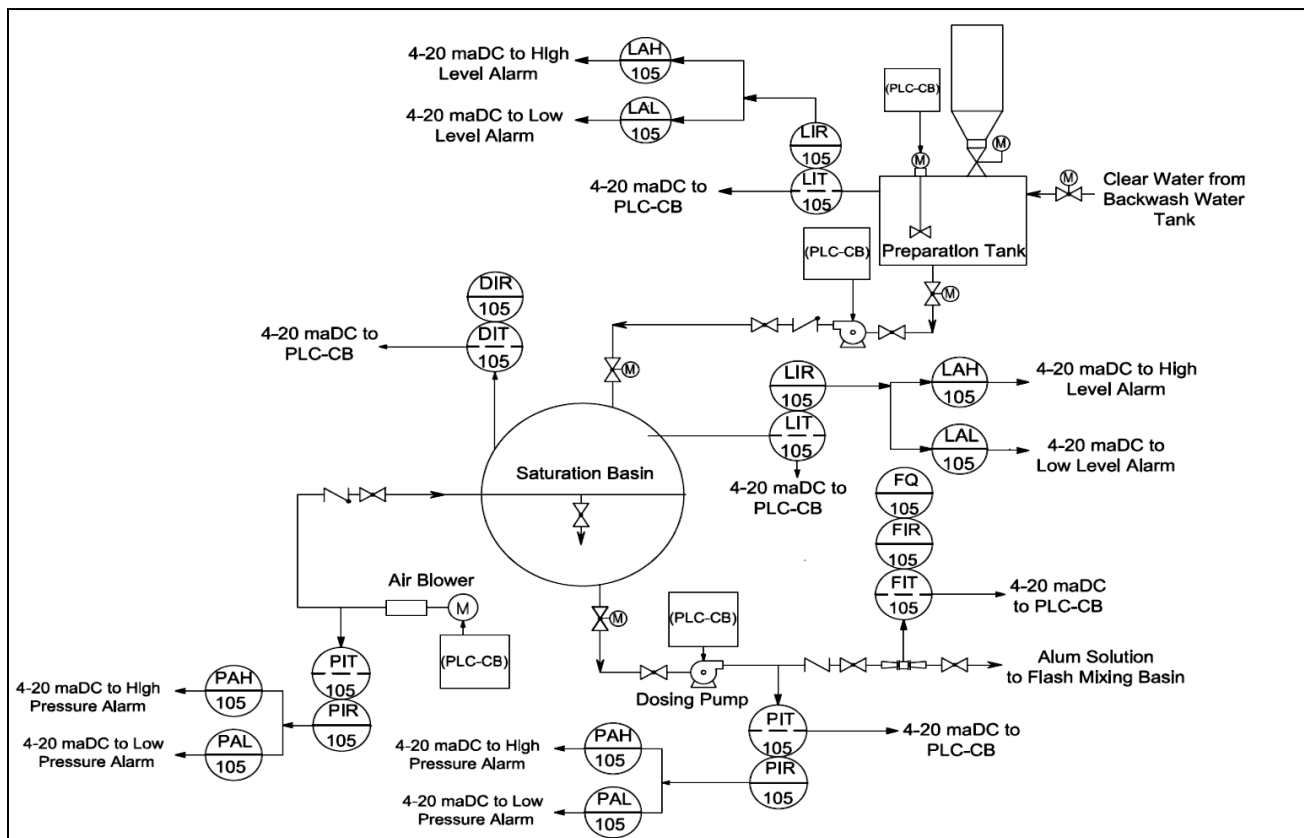 4-20 maDC to High
Level Alarm
LAH
105
4-20 maDC to Low
Level Alarm
LAL
105
LIR
105
4-20 maDC to
PLC-CB
LIT
105
(PLC-CB)
M
M
M
Clear Water from
Backwash Water
Tank
Preparation Tank
(PLC-CB)
M
DIR
105
4-20 maDC to
PLC-CB
DIT
105
M
LIR
105
LIT
105
4-20 maDC to
PLC-CB
LAH
105
4-20 maDC to High
Level Alarm
LAL
105
4-20 maDC to
Low Level Alarm
Saturation Basin
FQ
105
FIR
105
FIT
105
4-20 maDC
to PLC-CB
Air Blower
M
(PLC-CB)
M
(PLC-CB)
Dosing Pump
Alum Solution
to Flash Mixing Basin
PIT
105
PIR
105
4-20 maDC to High
Pressure Alarm
PAH
105
4-20 maDC to Low
Pressure Alarm
PAL
105
PIT
105
4-20 maDC to
PLC-CB
PIR
105
4-20 maDC to High
Pressure Alarm
PAH
105
4-20 maDC to Low
Pressure Alarm
PAL
105